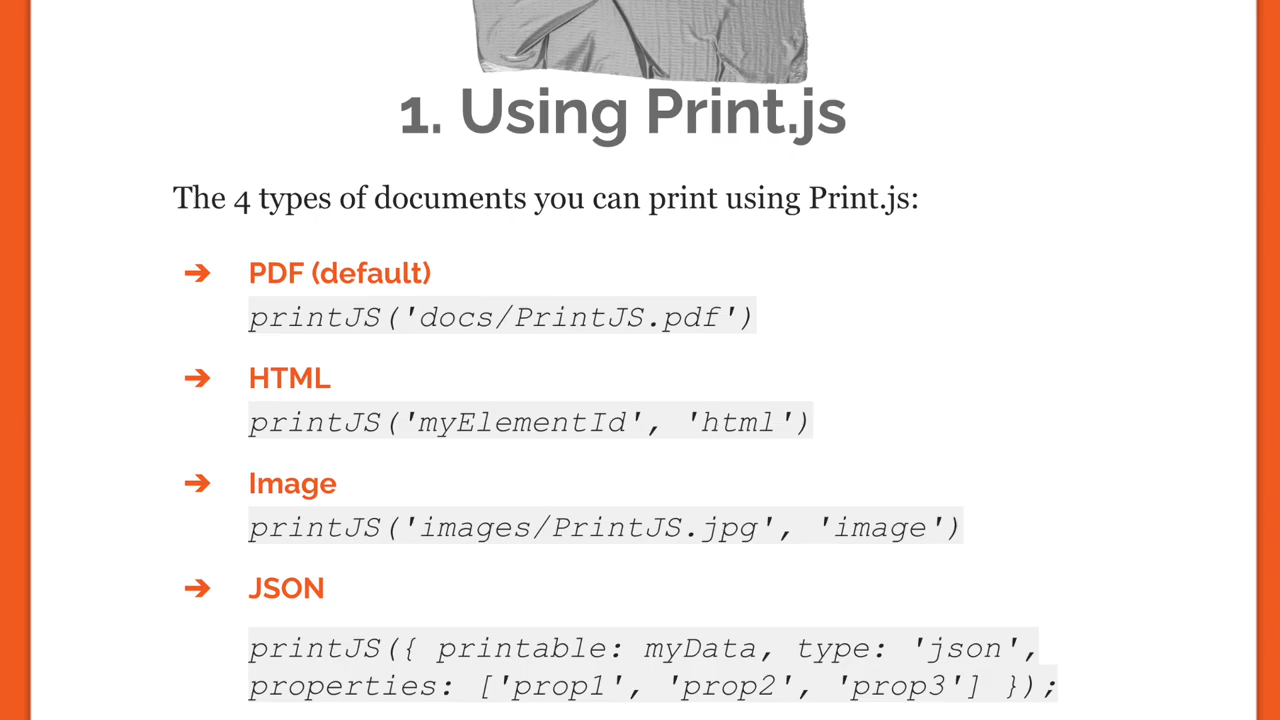 1. Using Print.js
The 4 types of documents you can print using Print.js:
➔ PDF (default)
printJS('docs/PrintJS.pdf')
➔ HTML
printJS('myElementId', 'html')
➔ Image
printJS('images/PrintJS.jpg', 'image')
➔ JSON
printJS({ printable: myData, type: 'json',
properties: ['prop1', 'prop2', 'prop3'] });